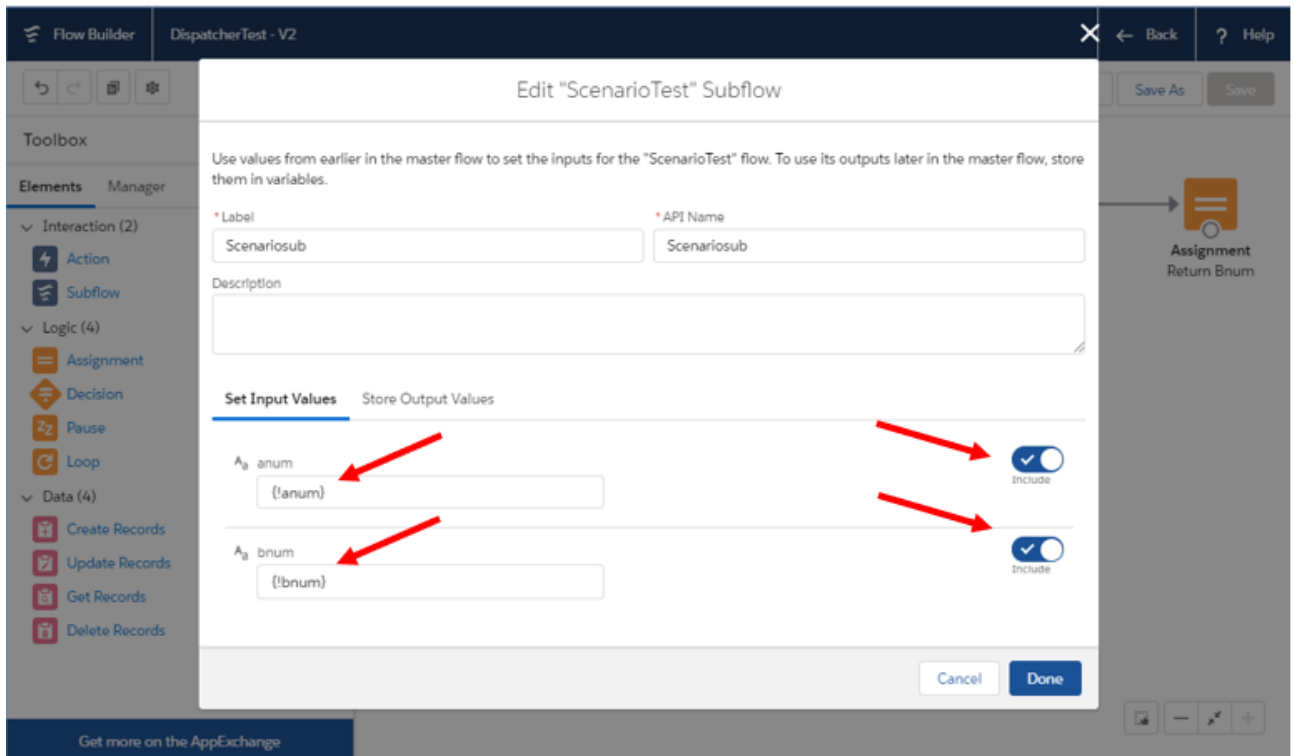 Flow Builder
DispatcherTest - V2
← Back
? Help
Save As
Save
Toolbox
Elements
Manager
Interaction (2)
Action
Subflow
Logic (4)
Assignment
Decision
Pause
Loop
Data (4)
Create Records
Update Records
Get Records
Delete Records
Get more on the AppExchange
Edit "ScenarioTest" Subflow
Use values from earlier in the master flow to set the inputs for the "ScenarioTest" flow. To use its outputs later in the master flow, store
them in variables.
*Label
*API Name
Scenariosub
Scenariosub
Description
Set Input Values
Store Output Values
Aa anum
{!anum}
Include
Aa bnum
{!bnum}
Include
Cancel
Done
Assignment
Return Bnum